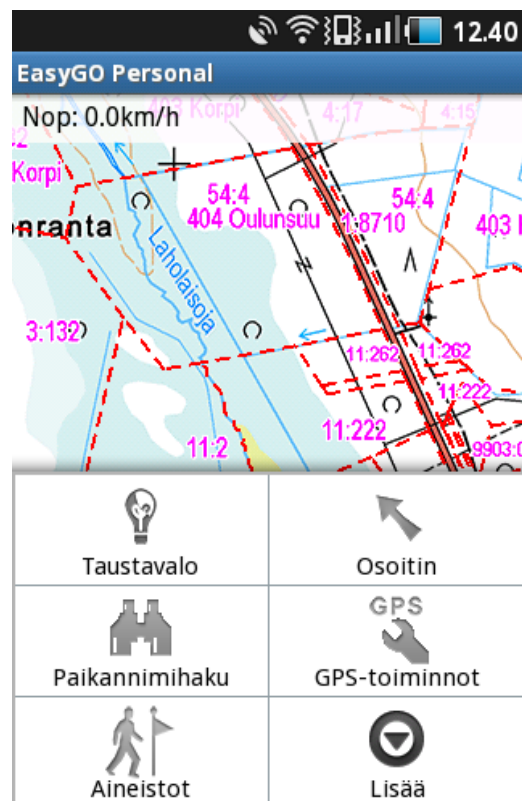 12.40
EasyGO Personal
Nop: 0.0km/h
403 Korpi
4:17
4:15
Korpi
54:4
404 Oulunsuu
54:4
1:8710
403
nranta
Laholaisoja
3:132
11:262
11:262
11:222
11:222
11:2
9903:0
Taustavalo
Osoitin
GPS
Paikannimihaku
GPS-toiminnot
Aineistot
Lisää